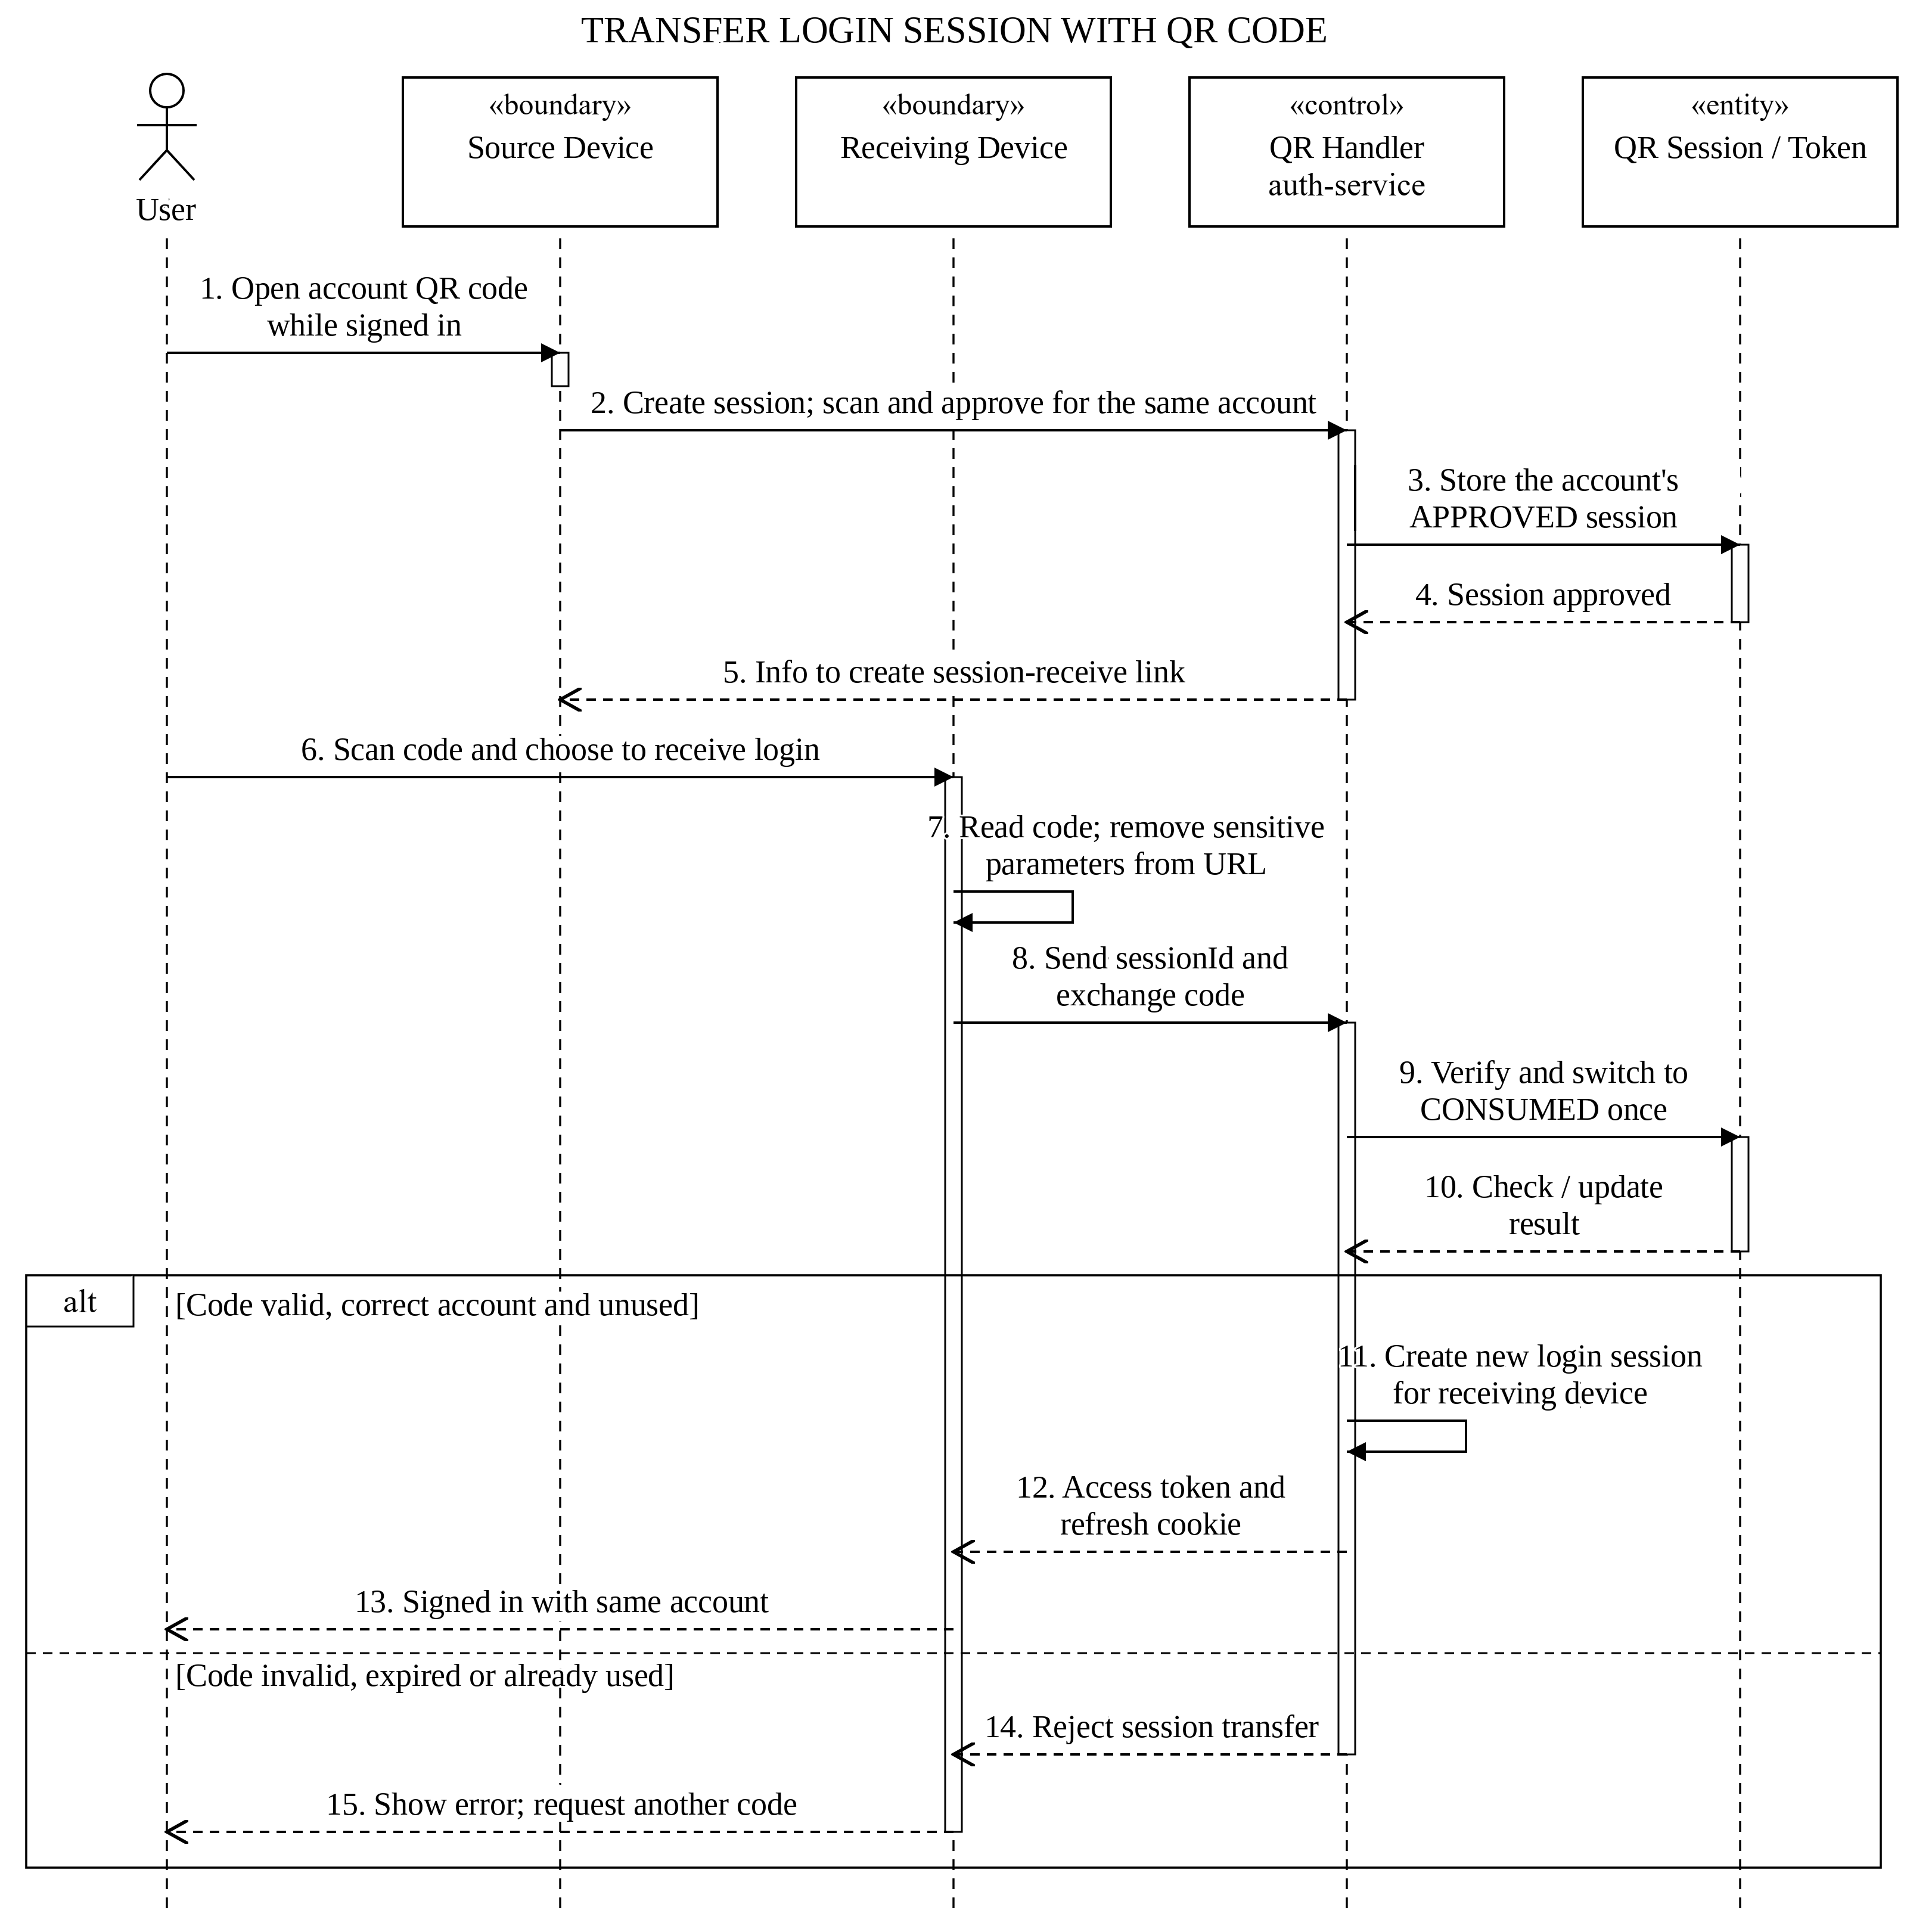 TRANSFER LOGIN SESSION WITH QR CODE
User
«boundary»
Source Device
«boundary»
Receiving Device
«control»
QR Handler
auth-service
«entity»
QR Session / Token
1. Open account QR code
while signed in
2. Create session; scan and approve for the same account
3. Store the account's
APPROVED session
4. Session approved
5. Info to create session-receive link
6. Scan code and choose to receive login
7. Read code; remove sensitive
parameters from URL
8. Send sessionId and
exchange code
9. Verify and switch to
CONSUMED once
10. Check / update
result
alt
[Code valid, correct account and unused]
11. Create new login session
for receiving device
12. Access token and
refresh cookie
13. Signed in with same account
[Code invalid, expired or already used]
14. Reject session transfer
15. Show error; request another code